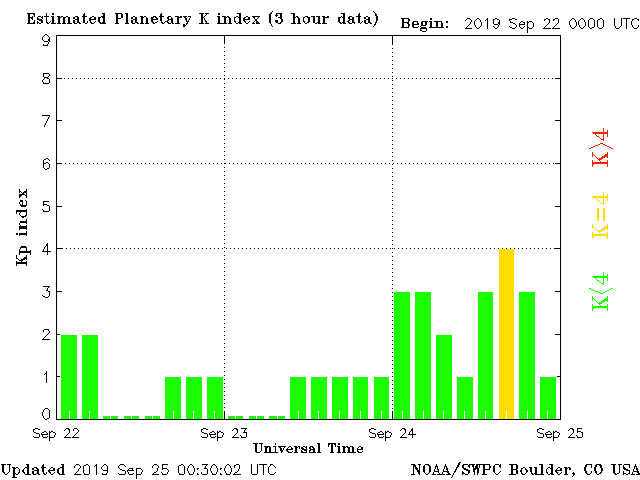 Estimated Planetary K index (3 hour data)
Begin: 2019 Sep 22 0000 UTC
9
8
7
6
5
4
3
2
1
0
Kp index
K>4
K=4
K<4
Sep 22
Sep 23
Sep 24
Sep 25
Universal Time
Updated 2019 Sep 25 00:30:02 UTC
NOAA/SWPC Boulder, CO USA